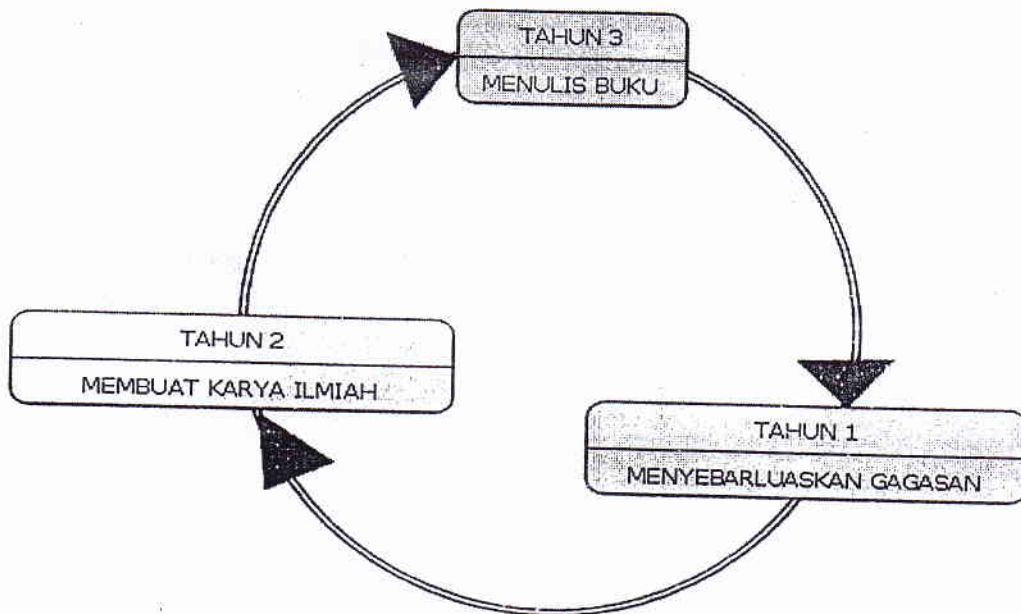 TAHUN 3
MENULIS BUKU
TAHUN 2
MEMBUAT KARYA ILMIAH
TAHUN 1
MENYEBARLUASKAN GAGASAN